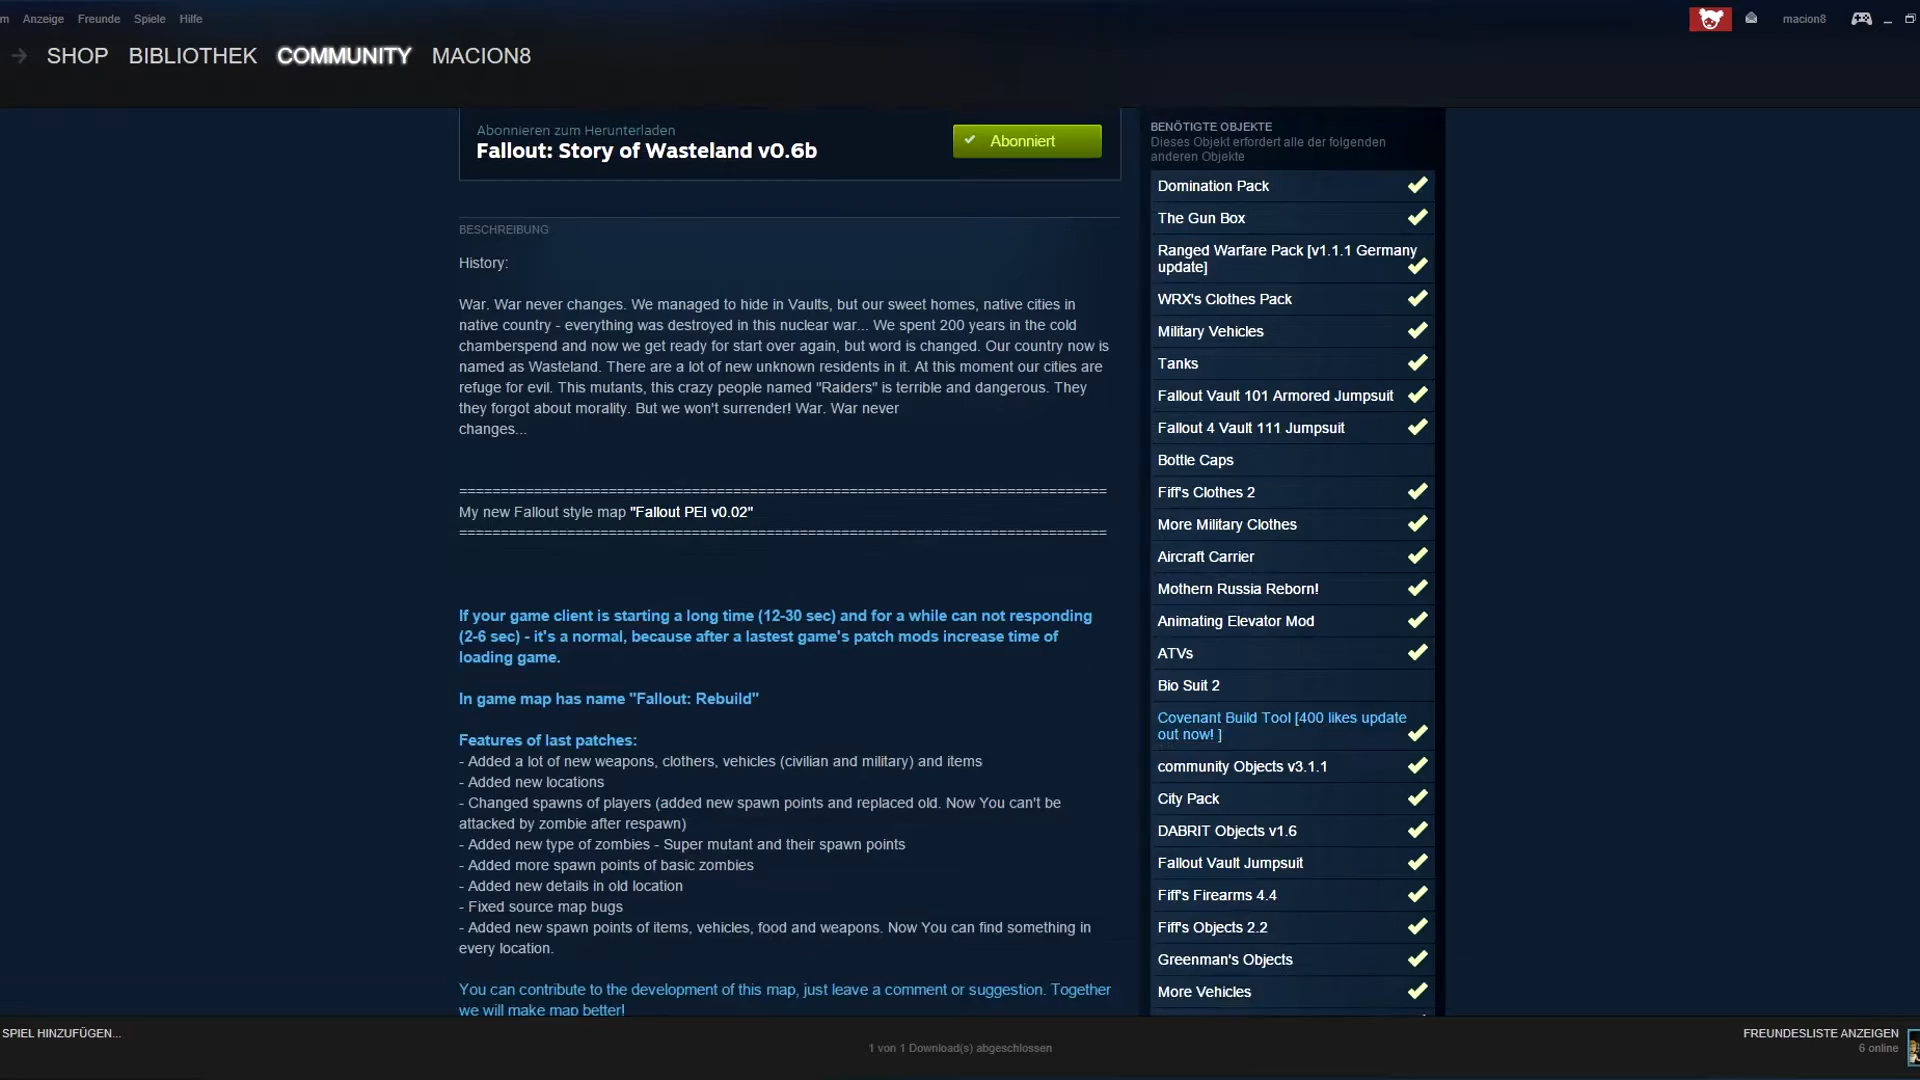 m Anzeige Freunde Spiele Hilfe
macion8
SHOP BIBLIOTHEK COMMUNITY MACION8
Abonnieren zum Herunterladen
Fallout: Story of Wasteland v0.6b
Abonniert
BESCHREIBUNG
History:
War. War never changes. We managed to hide in Vaults, but our sweet homes, native cities in
native country - everything was destroyed in this nuclear war... We spent 200 years in the cold
chamberspend and now we get ready for start over again, but word is changed. Our country now is
named as Wasteland. There are a lot of new unknown residents in it. At this moment our cities are
refuge for evil. This mutants, this crazy people named "Raiders" is terrible and dangerous. They
they forgot about morality. But we won't surrender! War. War never
changes...
==============================================================================
My new Fallout style map "Fallout PEI v0.02"
==============================================================================
If your game client is starting a long time (12-30 sec) and for a while can not responding
(2-6 sec) - it's a normal, because after a lastest game's patch mods increase time of
loading game.
In game map has name "Fallout: Rebuild"
Features of last patches:
- Added a lot of new weapons, clothers, vehicles (civilian and military) and items
- Added new locations
- Changed spawns of players (added new spawn points and replaced old. Now You can't be
attacked by zombie after respawn)
- Added new type of zombies - Super mutant and their spawn points
- Added more spawn points of basic zombies
- Added new details in old location
- Fixed source map bugs
- Added new spawn points of items, vehicles, food and weapons. Now You can find something in
every location.
You can contribute to the development of this map, just leave a comment or suggestion. Together
we will make map better!
BENÖTIGTE OBJEKTE
Dieses Objekt erfordert alle der folgenden
anderen Objekte
Domination Pack
The Gun Box
Ranged Warfare Pack [v1.1.1 Germany
update]
WRX's Clothes Pack
Military Vehicles
Tanks
Fallout Vault 101 Armored Jumpsuit
Fallout 4 Vault 111 Jumpsuit
Bottle Caps
Fiff's Clothes 2
More Military Clothes
Aircraft Carrier
Mothern Russia Reborn!
Animating Elevator Mod
ATVs
Bio Suit 2
Covenant Build Tool [400 likes update
out now! ]
community Objects v3.1.1
City Pack
DABRIT Objects v1.6
Fallout Vault Jumpsuit
Fiff's Firearms 4.4
Fiff's Objects 2.2
Greenman's Objects
More Vehicles
SPIEL HINZUFÜGEN...
1 von 1 Download(s) abgeschlossen
FREUNDESLISTE ANZEIGEN
6 online